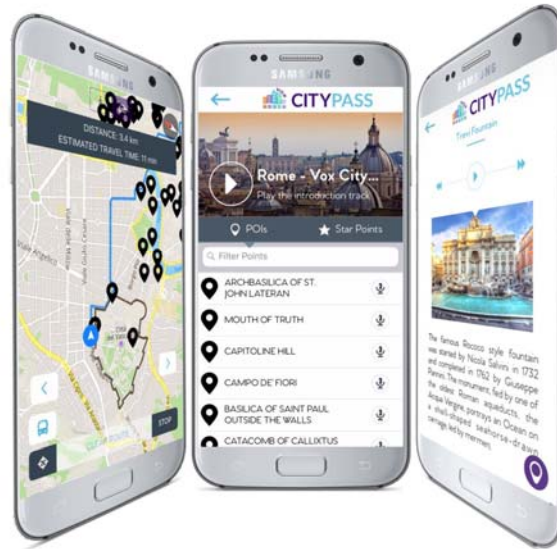 SAMSUNG
DISTANCE: 3.4 km
ESTIMATED TRAVEL TIME: 11 min
Viale Angelico
STOP
SAMSUNG
CITYPASS
Rome - Vox City...
Play the introduction track
POIs
Star Points
Filter Points
ARCHBASILICA OF ST.
JOHN LATERAN
MOUTH OF TRUTH
CAPITOLINE HILL
CAMPO DE' FIORI
BASILICA OF SAINT PAUL
OUTSIDE THE WALLS
CATACOMB OF CALLIXTUS
SAMSUNG
CITYPASS
Trevi Fountain
The famous Rococo style fountain
was started by Nicola Salvini in 1732
and completed in 1762 by Giuseppe
Pannini. The monument, fed by one of
the oldest Roman aqueducts, the
Acqua Vergine, portrays an Ocean on
a shell-shaped seahorse-drawn
carriage, led by mermen.